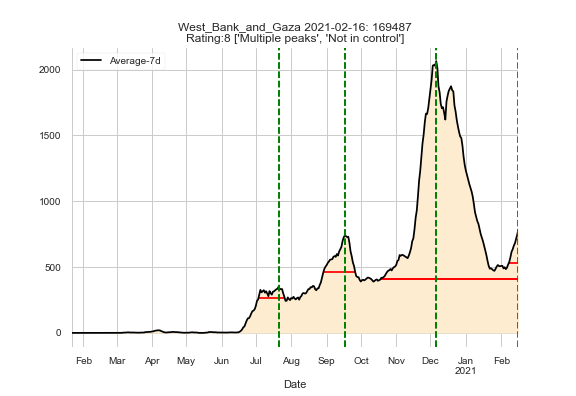 West_Bank_and_Gaza 2021-02-16: 169487
Rating:8 ['Multiple peaks', 'Not in control']
Average-7d
2000
1500
1000
500
0
Feb Mar Apr May Jun Jul Aug Sep Oct Nov Dec Jan Feb
2021
Date